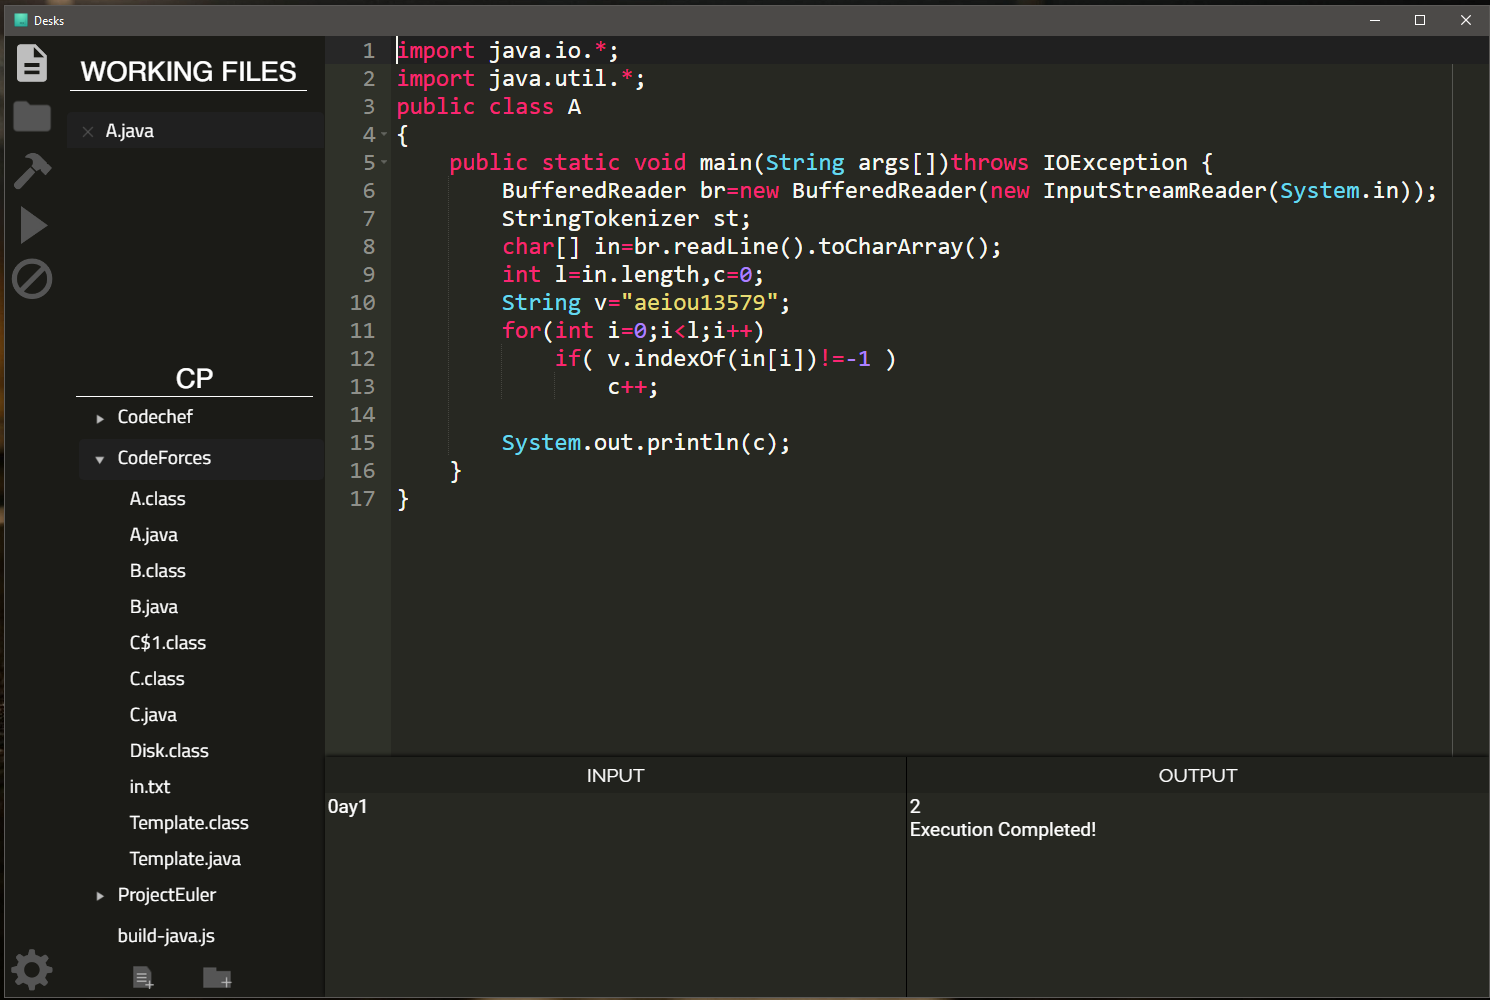 Desks
WORKING FILES
A.java
CP
Codechef
CodeForces
A.class
A.java
B.class
B.java
C$1.class
C.class
C.java
Disk.class
in.txt
Template.class
Template.java
ProjectEuler
build-java.js
1 import java.io.*;
2 import java.util.*;
3 public class A
4 {
5     public static void main(String args[])throws IOException {
6         BufferedReader br=new BufferedReader(new InputStreamReader(System.in));
7         StringTokenizer st;
8         char[] in=br.readLine().toCharArray();
9         int l=in.length,c=0;
10         String v="aeiou13579";
11         for(int i=0;i<l;i++)
12             if( v.indexOf(in[i])!=-1 )
13                 c++;
14
15         System.out.println(c);
16     }
17 }
INPUT
0ay1
OUTPUT
2
Execution Completed!